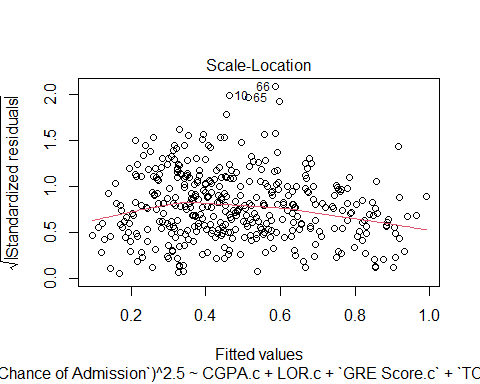 Scale-Location
√|Standardized residuals|
2.0
1.5
1.0
0.5
0.0
66
10
65
0.2 0.4 0.6 0.8 1.0
Fitted values
Chance of Admission`)^2.5 ~ CGPA.c + LOR.c + `GRE Score.c` + `TO